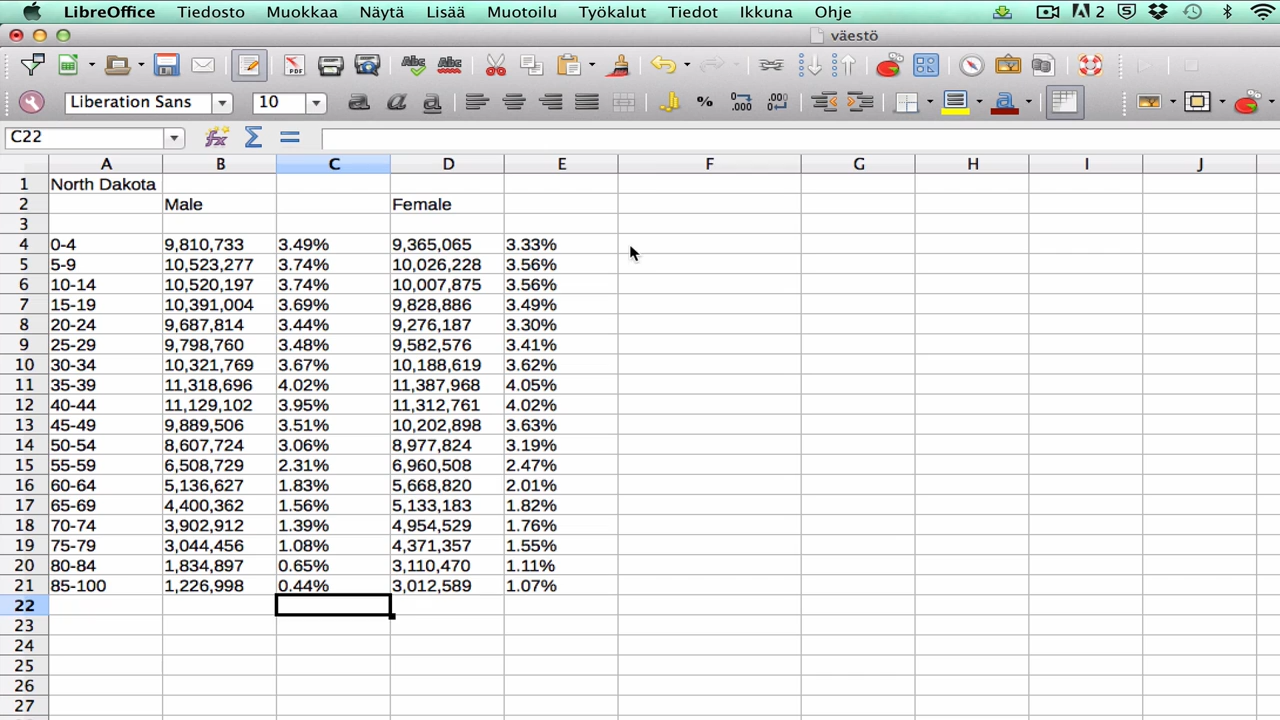 LibreOffice Tiedosto Muokkaa Näytä Lisää Muotoilu Työkalut Tiedot Ikkuna Ohje 2
väestö
Liberation Sans 10
C22
A B C D E F G H I J
1 North Dakota
2 Male Female
3
4 0-4 9,810,733 3.49% 9,365,065 3.33%
5 5-9 10,523,277 3.74% 10,026,228 3.56%
6 10-14 10,520,197 3.74% 10,007,875 3.56%
7 15-19 10,391,004 3.69% 9,828,886 3.49%
8 20-24 9,687,814 3.44% 9,276,187 3.30%
9 25-29 9,798,760 3.48% 9,582,576 3.41%
10 30-34 10,321,769 3.67% 10,188,619 3.62%
11 35-39 11,318,696 4.02% 11,387,968 4.05%
12 40-44 11,129,102 3.95% 11,312,761 4.02%
13 45-49 9,889,506 3.51% 10,202,898 3.63%
14 50-54 8,607,724 3.06% 8,977,824 3.19%
15 55-59 6,508,729 2.31% 6,960,508 2.47%
16 60-64 5,136,627 1.83% 5,668,820 2.01%
17 65-69 4,400,362 1.56% 5,133,183 1.82%
18 70-74 3,902,912 1.39% 4,954,529 1.76%
19 75-79 3,044,456 1.08% 4,371,357 1.55%
20 80-84 1,834,897 0.65% 3,110,470 1.11%
21 85-100 1,226,998 0.44% 3,012,589 1.07%
22
23
24
25
26
27